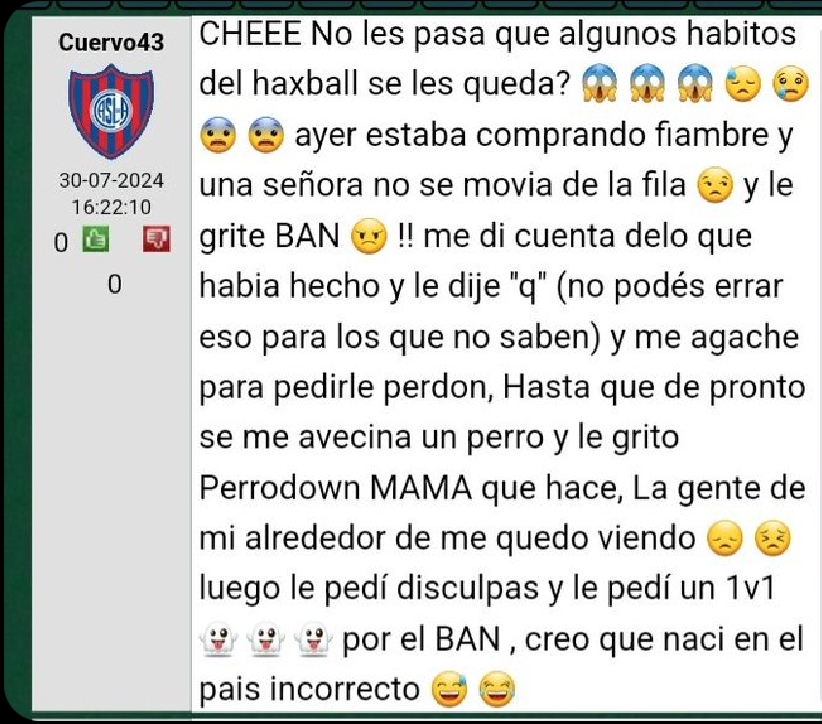 Cuervo43
CASLA
30-07-2024
16:22:10
0
0
CHEEE No les pasa que algunos habitos
del haxball se les queda? 😱 😱 😱 😓 😢
😨 😨 ayer estaba comprando fiambre y
una señora no se movia de la fila 😒 y le
grite BAN 😠 !! me di cuenta delo que
habia hecho y le dije "q" (no podés errar
eso para los que no saben) y me agache
para pedirle perdon, Hasta que de pronto
se me avecina un perro y le grito
Perrodown MAMA que hace, La gente de
mi alrededor de me quedo viendo 😞 😣
luego le pedí disculpas y le pedí un 1v1
👻 👻 👻 por el BAN , creo que naci en el
pais incorrecto 😅 😂